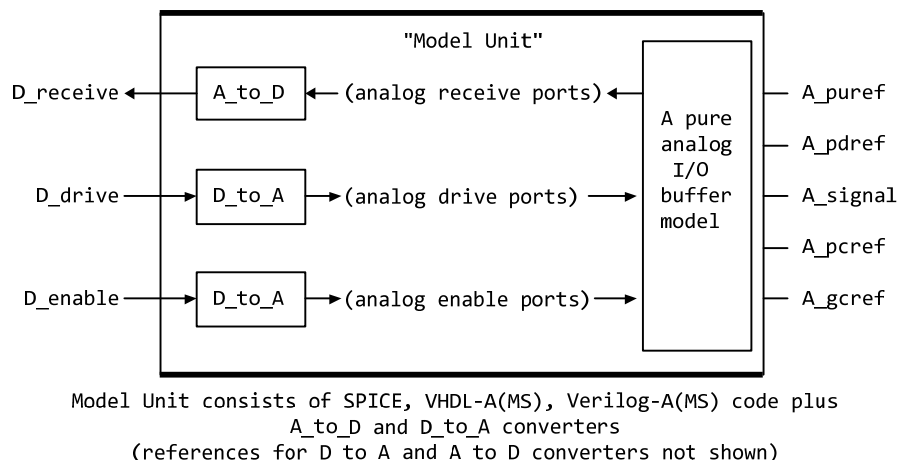 "Model Unit"
D_receive A_to_D (analog receive ports) A_puref
A pure
analog
I/O
buffer
model
A_pdref
D_drive D_to_A (analog drive ports) A_signal
A_pcref
D_enable D_to_A (analog enable ports) A_gcref
Model Unit consists of SPICE, VHDL-A(MS), Verilog-A(MS) code plus
A_to_D and D_to_A converters
(references for D_to_A and A_to_D converters not shown)